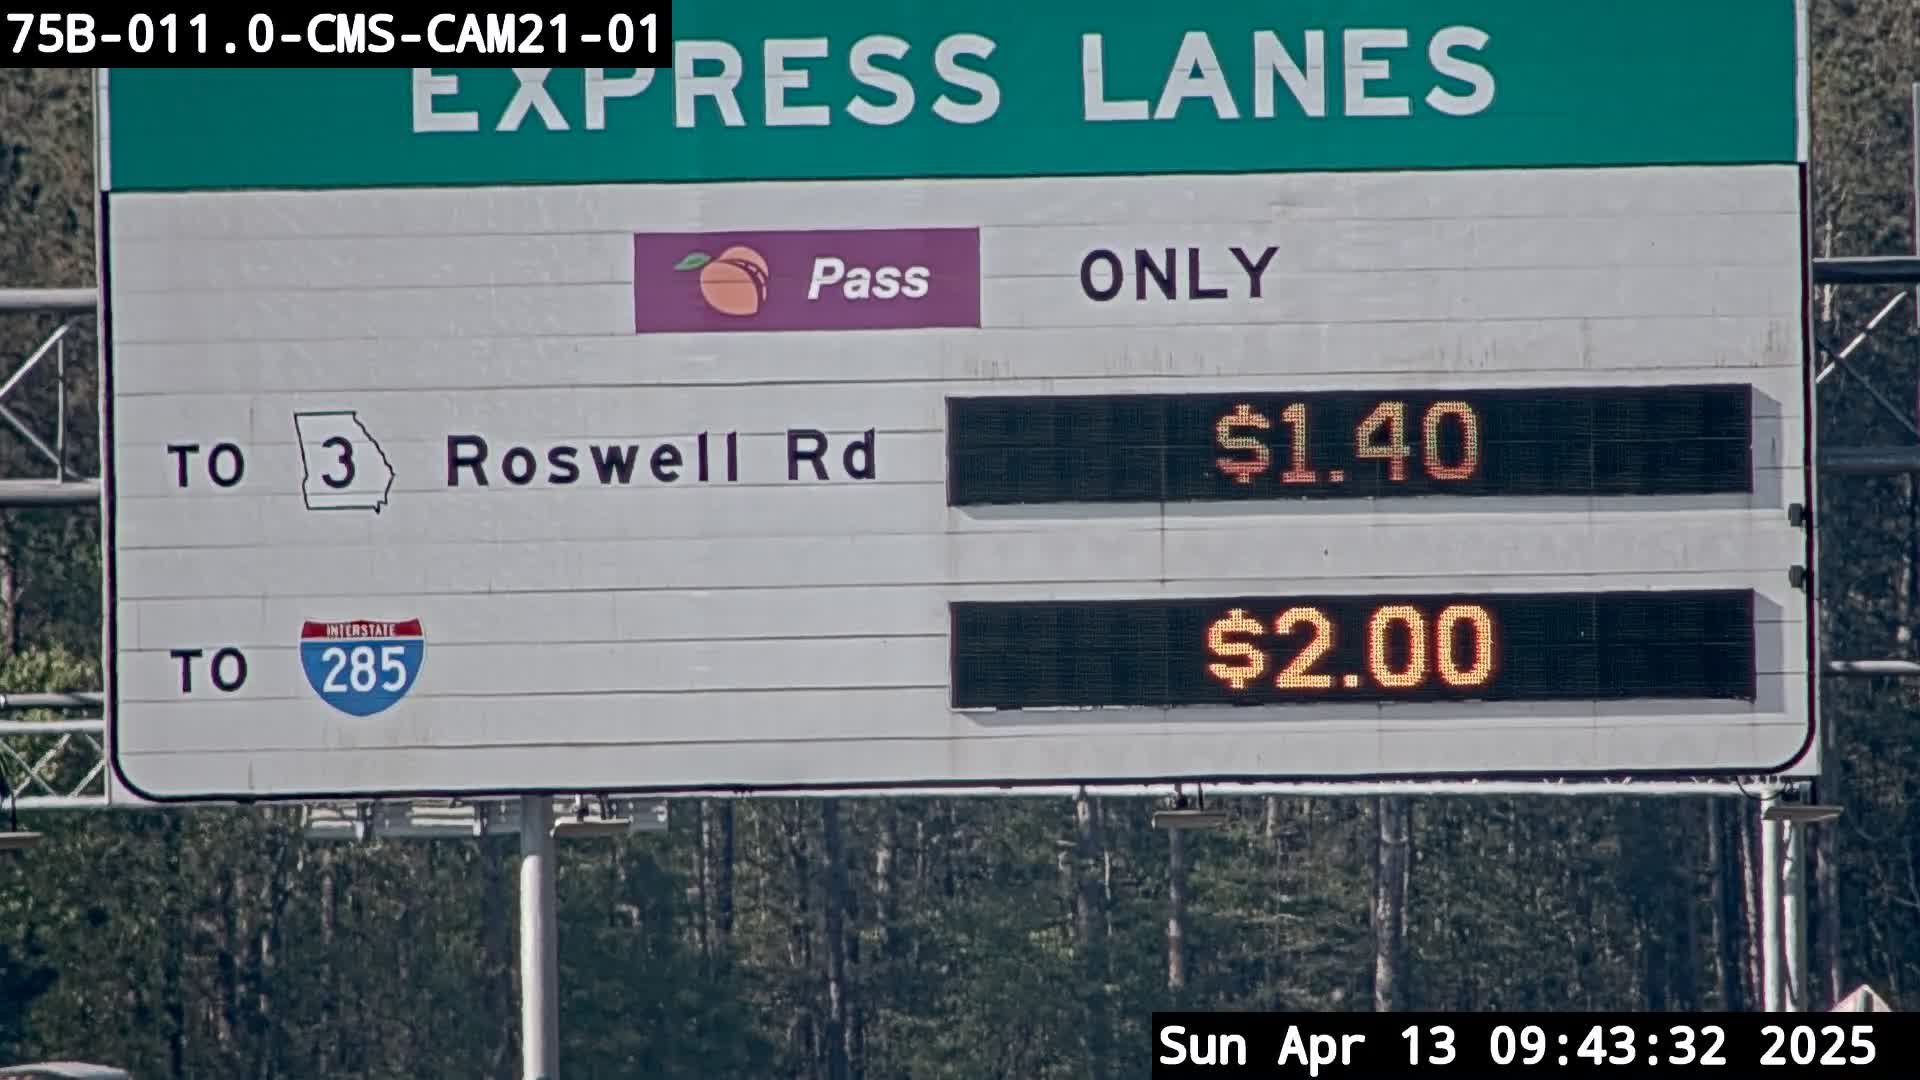 75B-011.0-CMS-CAM21-01
EXPRESS LANES
Pass ONLY
TO 3 Roswell Rd $1.40
INTERSTATE
TO 285 $2.00
Sun Apr 13 09:43:32 2025